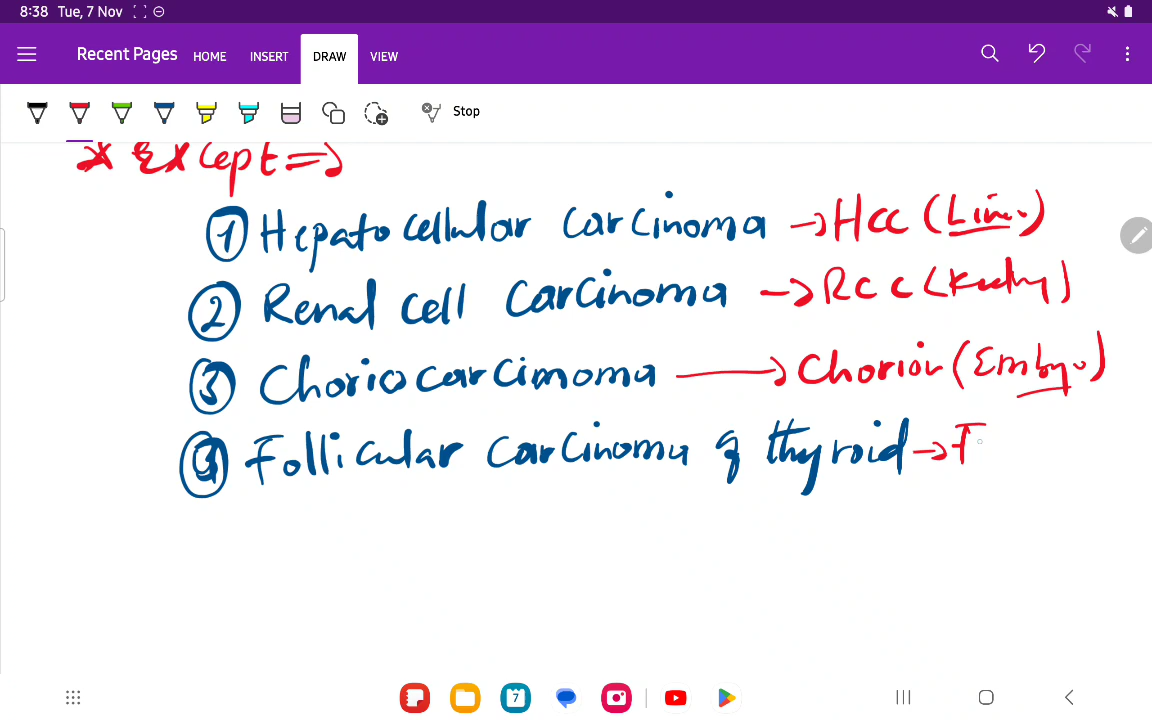 8:38 Tue, 7 Nov
Recent Pages HOME INSERT DRAW VIEW
Stop
* Except =>
① Hepatocellular carcinoma → HCC (Liver)
② Renal cell carcinoma → RCC (Kidney)
③ Choriocarcinoma → Chorion (Embryo)
④ Follicular carcinoma of thyroid → F
7